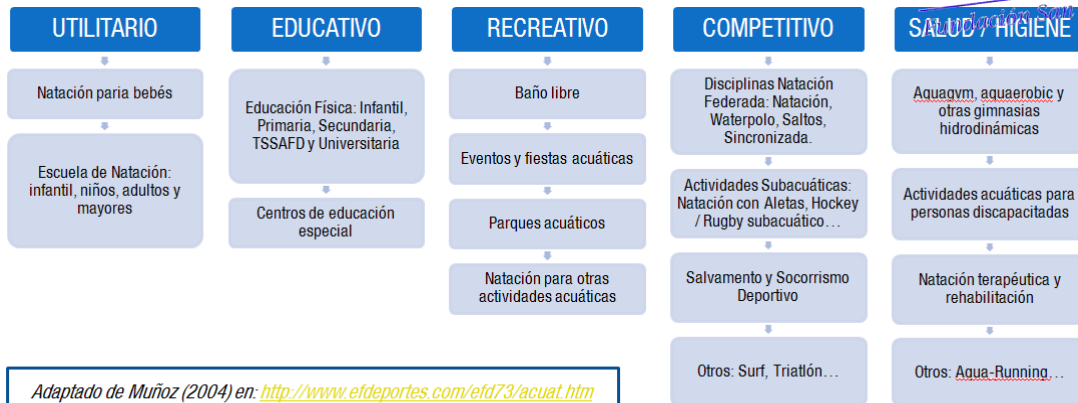 UTILITARIO
Natación paria bebés
Escuela de Natación:
infantil, niños, adultos y
mayores
EDUCATIVO
Educación Física: Infantil,
Primaria, Secundaria,
TSSAFD y Universitaria
Centros de educación
especial
RECREATIVO
Baño libre
Eventos y fiestas acuáticas
Parques acuáticos
Natación para otras
actividades acuáticas
COMPETITIVO
Disciplinas Natación
Federada: Natación,
Waterpolo, Saltos,
Sincronizada.
Actividades Subacuáticas:
Natación con Aletas, Hockey
/ Rugby subacuático…
Salvamento y Socorrismo
Deportivo
Otros: Surf, Triatlón…
Fundación San
SALUD / HIGIENE
Aquagym, aquaerobic y
otras gimnasias
hidrodinámicas
Actividades acuáticas para
personas discapacitadas
Natación terapéutica y
rehabilitación
Otros: Aqua-Running…
Adaptado de Muñoz (2004) en: http://www.efdeportes.com/efd73/acuat.htm